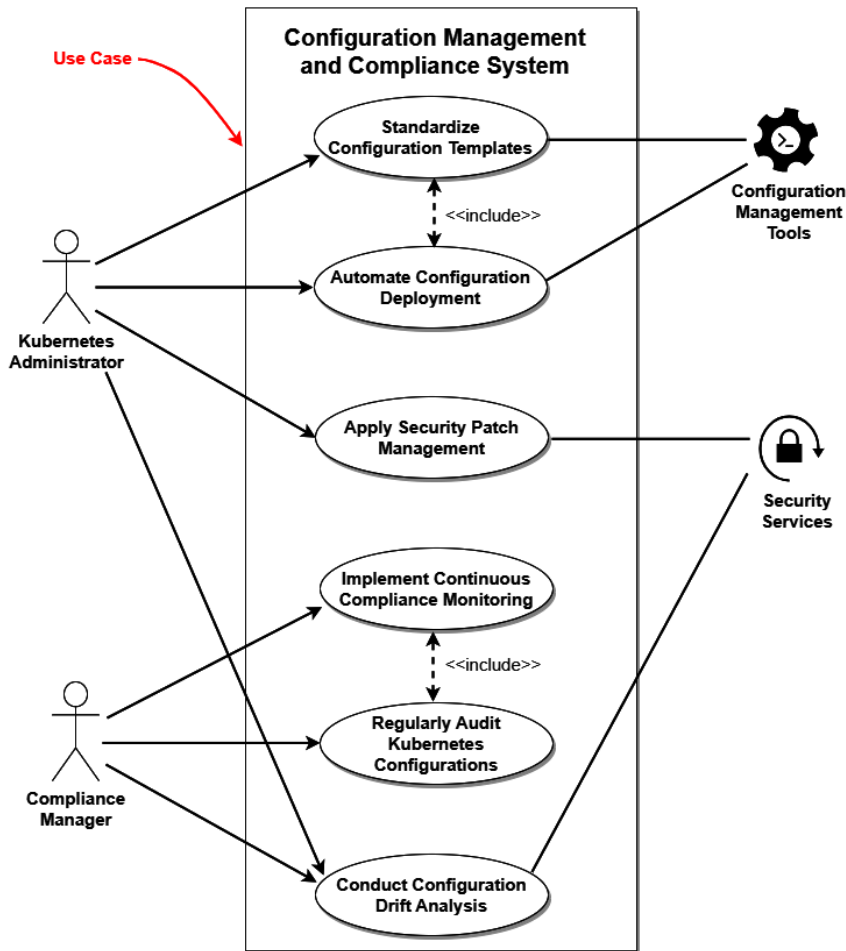 Configuration Management
and Compliance System
Use Case
Standardize
Configuration Templates
<<include>>
Configuration
Management
Tools
Automate Configuration
Deployment
Kubernetes
Administrator
Apply Security Patch
Management
Security
Services
Implement Continuous
Compliance Monitoring
<<include>>
Regularly Audit
Kubernetes
Configurations
Compliance
Manager
Conduct Configuration
Drift Analysis